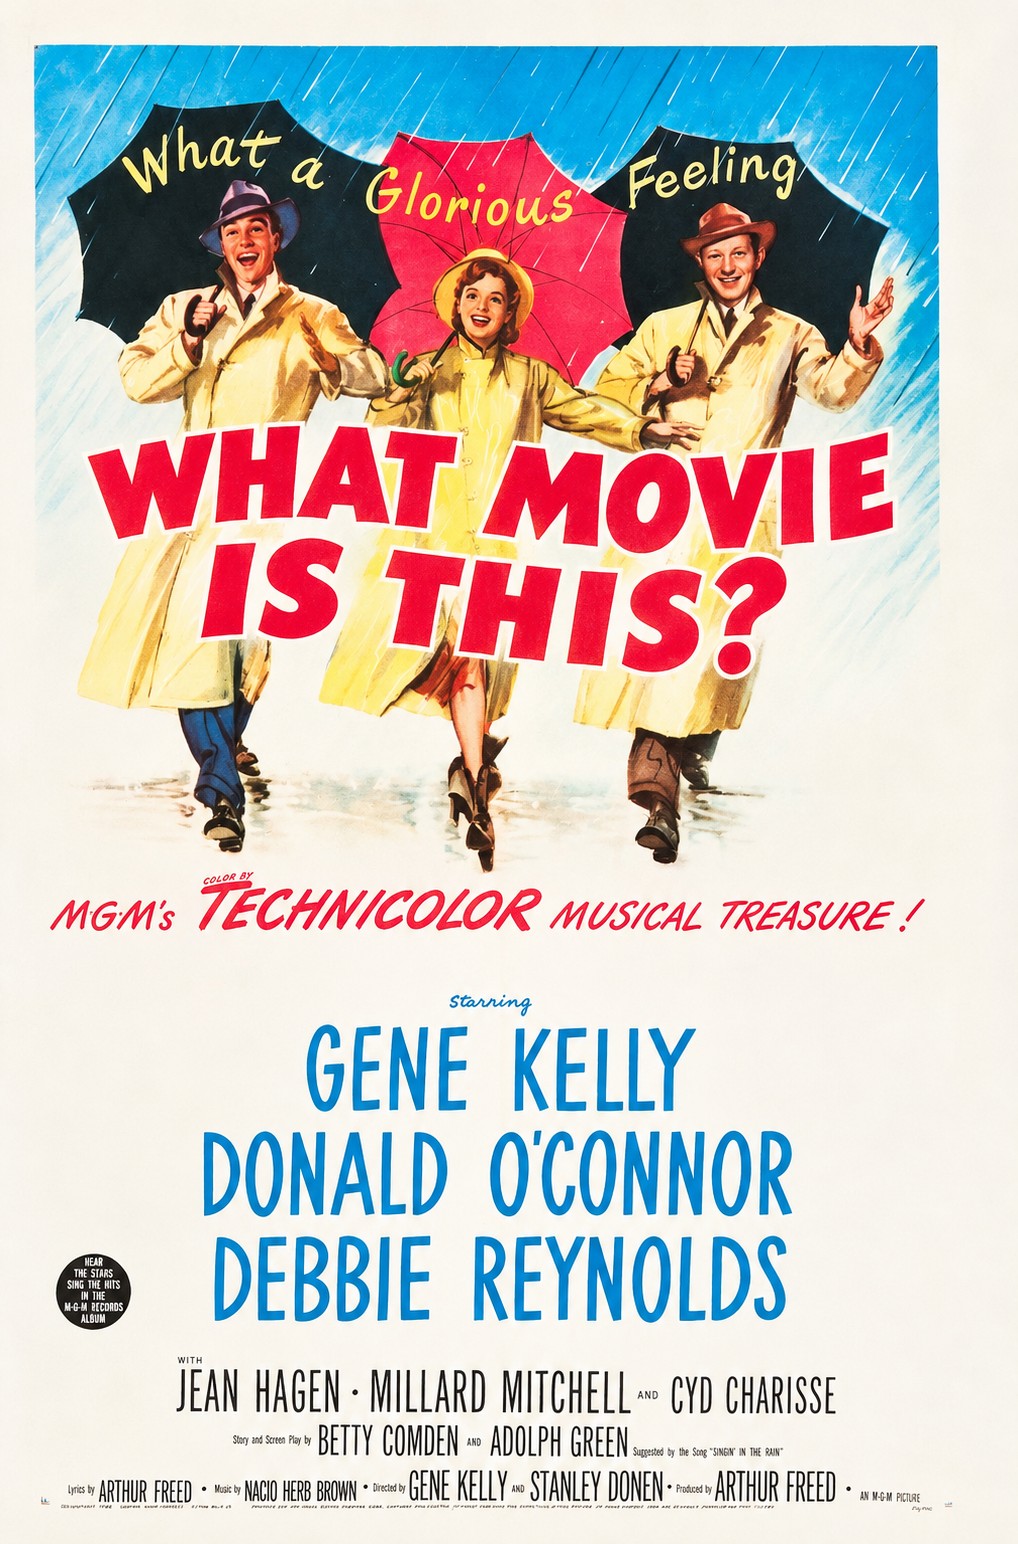 What a Glorious Feeling
WHAT MOVIE
IS THIS?
COLOR BY
M·G·M's TECHNICOLOR MUSICAL TREASURE!
Starring
GENE KELLY
DONALD O'CONNOR
DEBBIE REYNOLDS
HEAR
THE STARS
SING THE HITS
IN THE
M-G-M RECORDS
ALBUM
WITH
JEAN HAGEN · MILLARD MITCHELL AND CYD CHARISSE
Story and Screen Play by BETTY COMDEN AND ADOLPH GREEN Suggested by the Song "SINGIN' IN THE RAIN"
Lyrics by ARTHUR FREED · Music by NACIO HERB BROWN · Directed by GENE KELLY AND STANLEY DONEN · Produced by ARTHUR FREED · AN M-G-M PICTURE